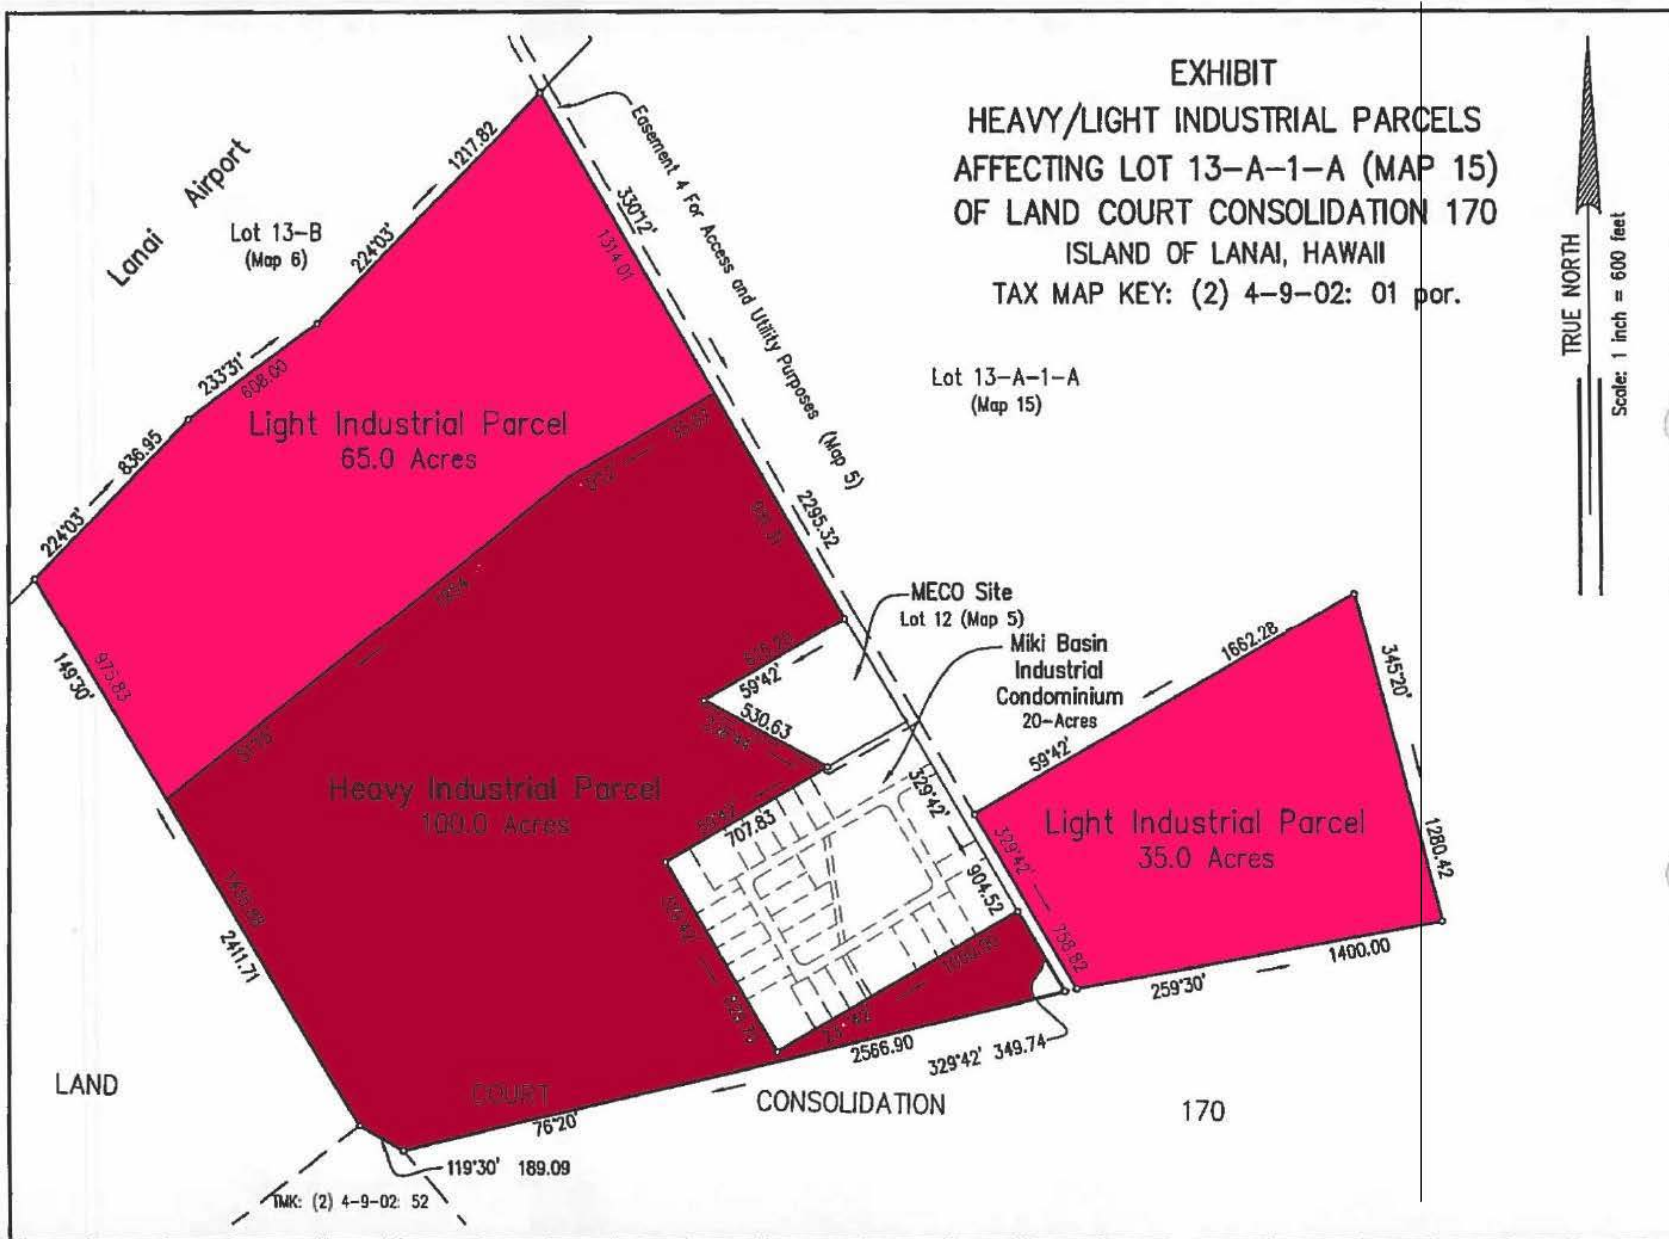 EXHIBIT
HEAVY/LIGHT INDUSTRIAL PARCELS
AFFECTING LOT 13-A-1-A (MAP 15)
OF LAND COURT CONSOLIDATION 170
ISLAND OF LANAI, HAWAII
TAX MAP KEY: (2) 4-9-02: 01 por.
TRUE NORTH
Scale: 1 inch = 600 feet
Lanai Airport
Lot 13-B
(Map 6)
1217.82
224°03'
233°31'
608.00
836.95
224°03'
Easement 4 For Access and Utility Purposes (Map 5)
330°12'
1314.01
Lot 13-A-1-A
(Map 15)
Light Industrial Parcel
65.0 Acres
2295.32
149°30'
975.83
MECO Site
Lot 12 (Map 5)
Miki Basin
Industrial
Condominium
20-Acres
59°42'
530.63
Heavy Industrial Parcel
100.0 Acres
707.83
329°42'
904.52
1662.28
59°42'
345°20'
1280.42
Light Industrial Parcel
35.0 Acres
329°42'
758.82
1400.00
259°30'
2411.71
2566.90
329°42' 349.74
76°20'
119°30' 189.09
LAND
COURT
CONSOLIDATION
170
TMK: (2) 4-9-02: 52